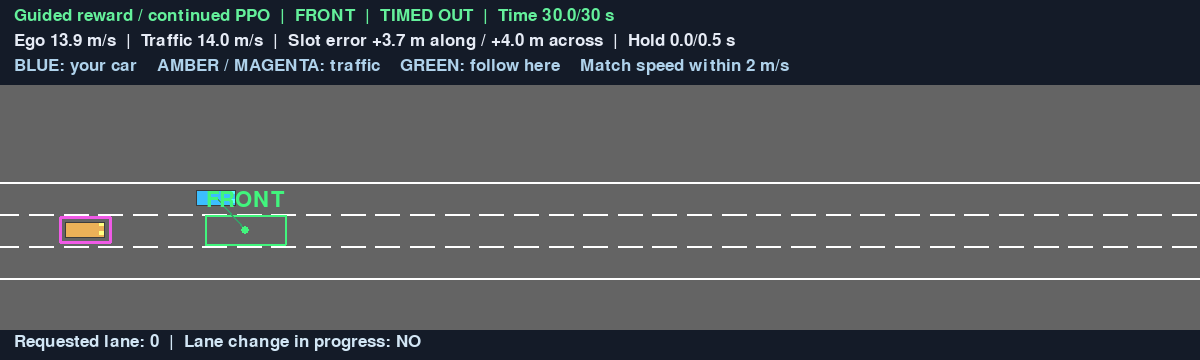 Guided reward / continued PPO | FRONT | TIMED OUT | Time 30.0/30 s
Ego 13.9 m/s | Traffic 14.0 m/s | Slot error +3.7 m along / +4.0 m across | Hold 0.0/0.5 s
BLUE: your car AMBER / MAGENTA: traffic GREEN: follow here Match speed within 2 m/s
FRONT
Requested lane: 0 | Lane change in progress: NO